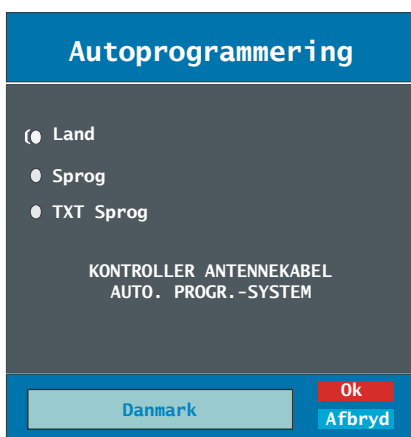 Autoprogrammering
Land
Sprog
TXT Sprog
KONTROLLER ANTENNEKABEL
AUTO. PROGR.-SYSTEM
Danmark
Ok
Afbryd